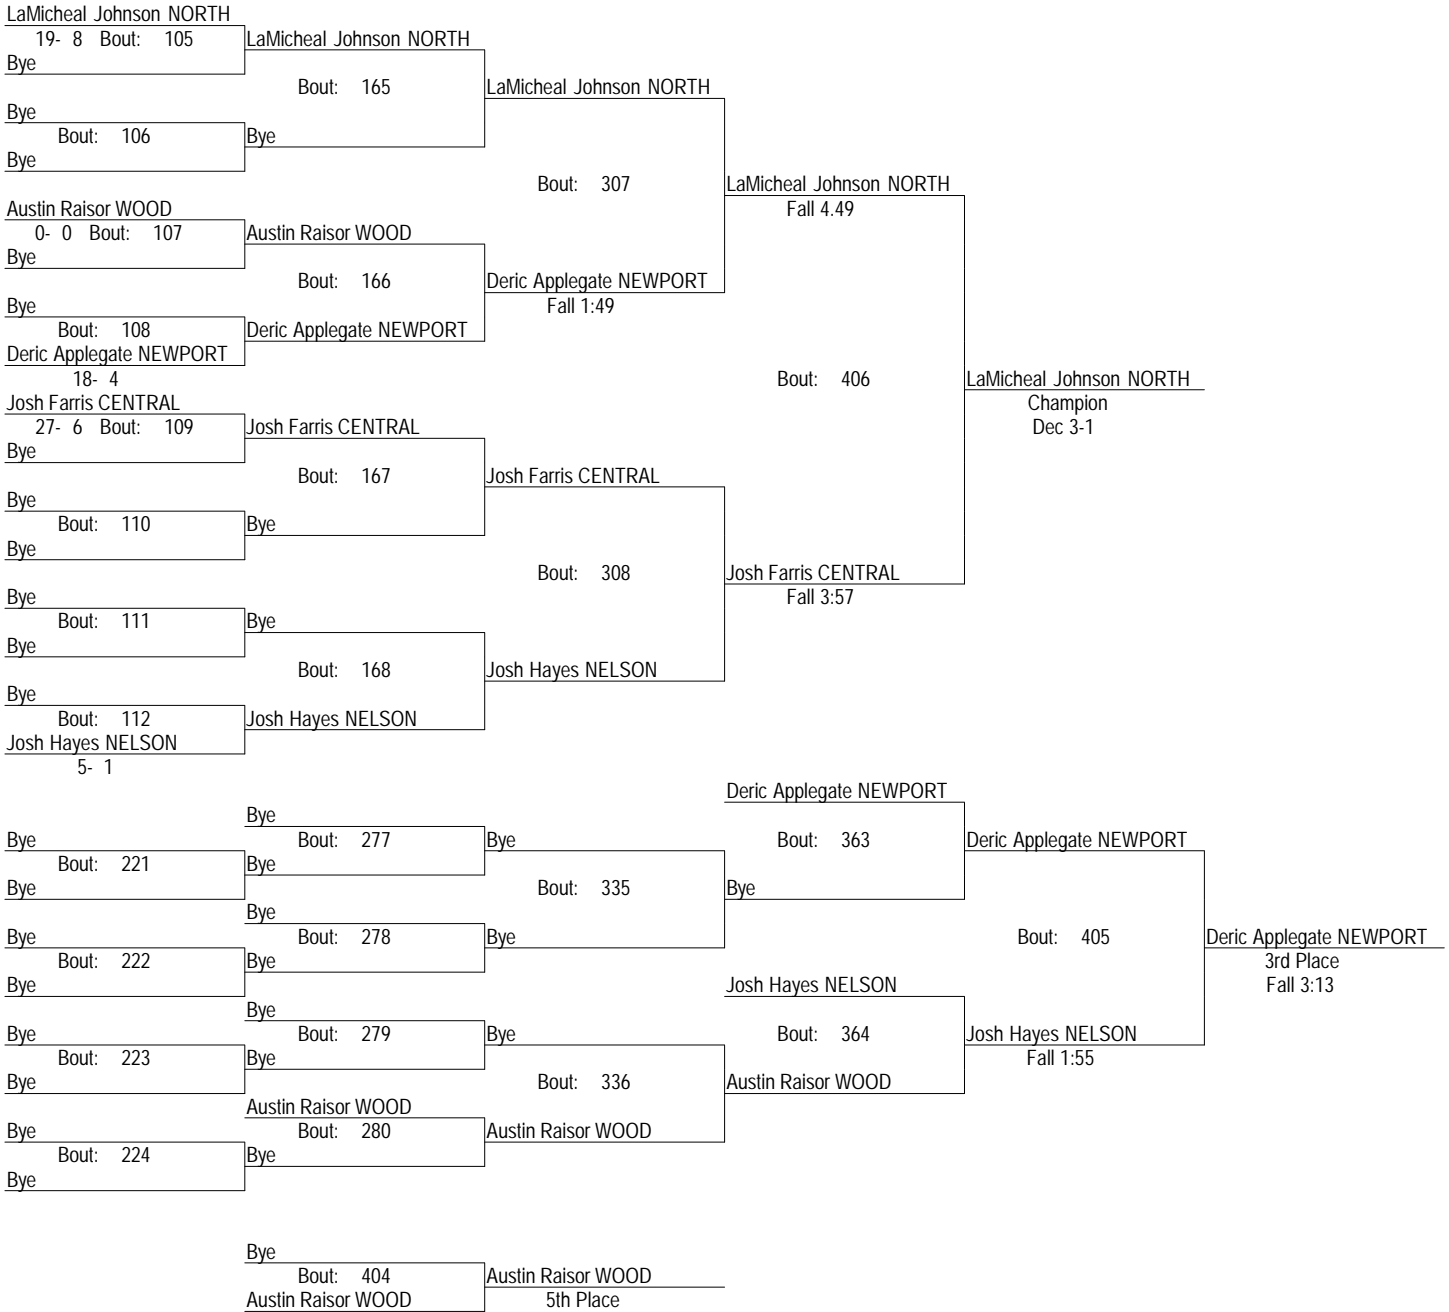 LaMicheal Johnson NORTH
19- 8 Bout: 105
LaMicheal Johnson NORTH
Bye
Bout: 165
LaMicheal Johnson NORTH
Bye
Bout: 106
Bye
Bye
Bout: 307
LaMicheal Johnson NORTH
Fall 4.49
Austin Raisor WOOD
0- 0 Bout: 107
Austin Raisor WOOD
Bye
Bout: 166
Deric Applegate NEWPORT
Fall 1:49
Bye
Bout: 108
Deric Applegate NEWPORT
Deric Applegate NEWPORT
18- 4
Bout: 406
LaMicheal Johnson NORTH
Champion
Dec 3-1
Josh Farris CENTRAL
27- 6 Bout: 109
Josh Farris CENTRAL
Bye
Bout: 167
Josh Farris CENTRAL
Bye
Bout: 110
Bye
Bye
Bout: 308
Josh Farris CENTRAL
Fall 3:57
Bye
Bout: 111
Bye
Bye
Bout: 168
Josh Hayes NELSON
Bye
Bout: 112
Josh Hayes NELSON
Josh Hayes NELSON
5- 1
Deric Applegate NEWPORT
Bye
Bye
Bout: 277
Bye
Bout: 363
Deric Applegate NEWPORT
Bout: 221
Bye
Bye
Bout: 335
Bye
Bye
Bye
Bout: 278
Bye
Bout: 405
Deric Applegate NEWPORT
3rd Place
Fall 3:13
Bout: 222
Bye
Bye
Josh Hayes NELSON
Bye
Bye
Bout: 279
Bye
Bout: 364
Josh Hayes NELSON
Fall 1:55
Bout: 223
Bye
Bye
Bout: 336
Austin Raisor WOOD
Austin Raisor WOOD
Bye
Bout: 280
Austin Raisor WOOD
Bout: 224
Bye
Bye
Bye
Bout: 404
Austin Raisor WOOD
Austin Raisor WOOD
5th Place